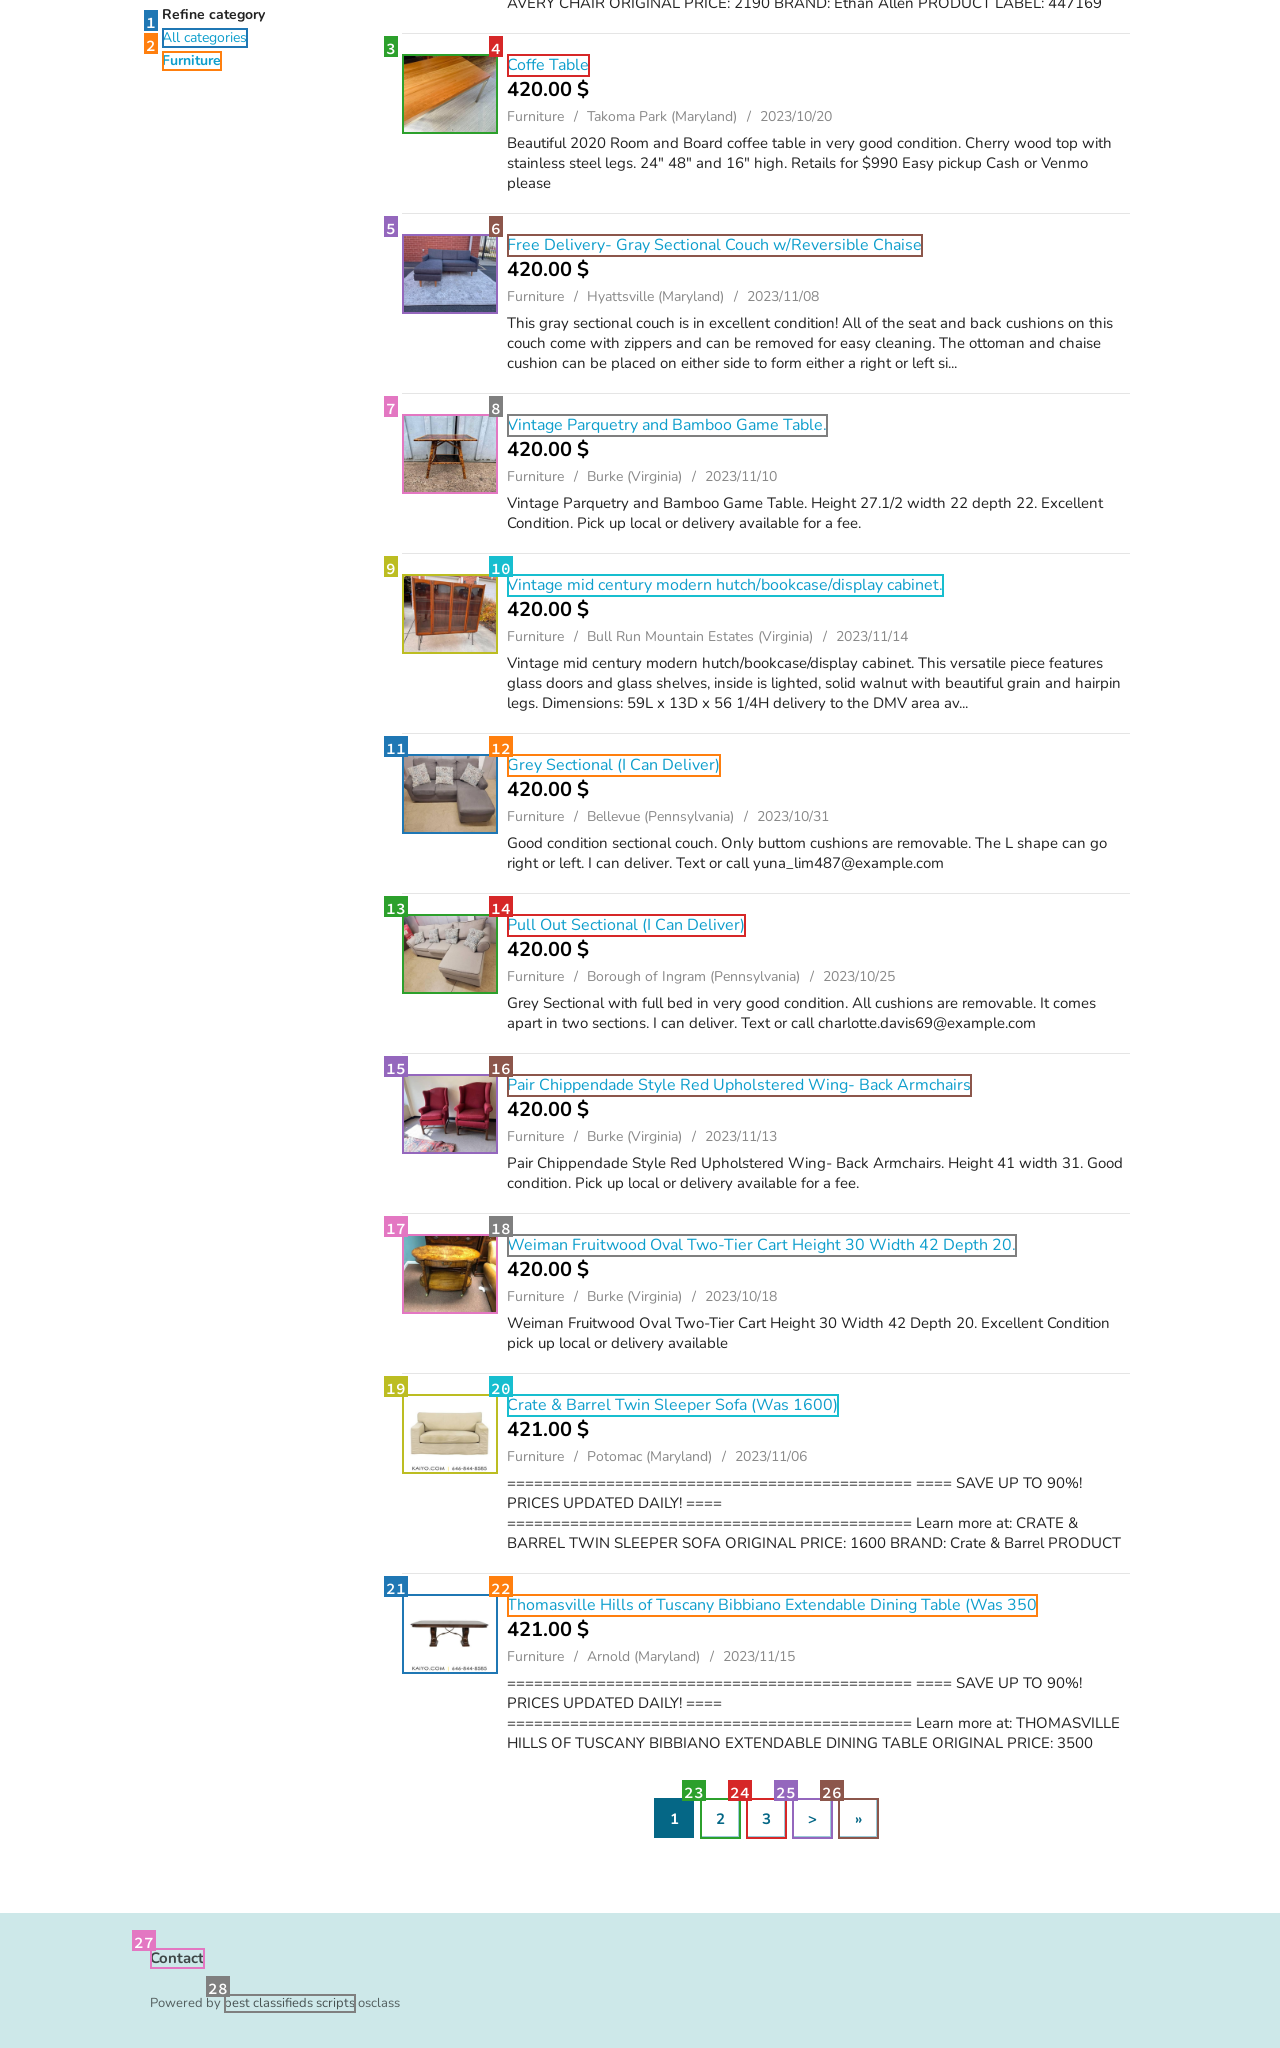 Refine category
1
All categories
2
Furniture
AVERY CHAIR ORIGINAL PRICE: 2190 BRAND: Ethan Allen PRODUCT LABEL: 447169
3
4
Coffe Table
420.00 $
Furniture / Takoma Park (Maryland) / 2023/10/20
Beautiful 2020 Room and Board coffee table in very good condition. Cherry wood top with
stainless steel legs. 24" 48" and 16" high. Retails for $990 Easy pickup Cash or Venmo
please
5
6
Free Delivery- Gray Sectional Couch w/Reversible Chaise
420.00 $
Furniture / Hyattsville (Maryland) / 2023/11/08
This gray sectional couch is in excellent condition! All of the seat and back cushions on this
couch come with zippers and can be removed for easy cleaning. The ottoman and chaise
cushion can be placed on either side to form either a right or left si...
7
8
Vintage Parquetry and Bamboo Game Table.
420.00 $
Furniture / Burke (Virginia) / 2023/11/10
Vintage Parquetry and Bamboo Game Table. Height 27.1/2 width 22 depth 22. Excellent
Condition. Pick up local or delivery available for a fee.
9
10
Vintage mid century modern hutch/bookcase/display cabinet.
420.00 $
Furniture / Bull Run Mountain Estates (Virginia) / 2023/11/14
Vintage mid century modern hutch/bookcase/display cabinet. This versatile piece features
glass doors and glass shelves, inside is lighted, solid walnut with beautiful grain and hairpin
legs. Dimensions: 59L x 13D x 56 1/4H delivery to the DMV area av...
11
12
Grey Sectional (I Can Deliver)
420.00 $
Furniture / Bellevue (Pennsylvania) / 2023/10/31
Good condition sectional couch. Only buttom cushions are removable. The L shape can go
right or left. I can deliver. Text or call yuna_lim487@example.com
13
14
Pull Out Sectional (I Can Deliver)
420.00 $
Furniture / Borough of Ingram (Pennsylvania) / 2023/10/25
Grey Sectional with full bed in very good condition. All cushions are removable. It comes
apart in two sections. I can deliver. Text or call charlotte.davis69@example.com
15
16
Pair Chippendade Style Red Upholstered Wing- Back Armchairs
420.00 $
Furniture / Burke (Virginia) / 2023/11/13
Pair Chippendade Style Red Upholstered Wing- Back Armchairs. Height 41 width 31. Good
condition. Pick up local or delivery available for a fee.
17
18
Weiman Fruitwood Oval Two-Tier Cart Height 30 Width 42 Depth 20.
420.00 $
Furniture / Burke (Virginia) / 2023/10/18
Weiman Fruitwood Oval Two-Tier Cart Height 30 Width 42 Depth 20. Excellent Condition
pick up local or delivery available
19
20
KAIYO.COM | 646-844-8585
Crate & Barrel Twin Sleeper Sofa (Was 1600)
421.00 $
Furniture / Potomac (Maryland) / 2023/11/06
============================================= ==== SAVE UP TO 90%!
PRICES UPDATED DAILY! ====
============================================= Learn more at: CRATE &
BARREL TWIN SLEEPER SOFA ORIGINAL PRICE: 1600 BRAND: Crate & Barrel PRODUCT
21
22
KAIYO.COM | 646-844-8585
Thomasville Hills of Tuscany Bibbiano Extendable Dining Table (Was 350
421.00 $
Furniture / Arnold (Maryland) / 2023/11/15
============================================= ==== SAVE UP TO 90%!
PRICES UPDATED DAILY! ====
============================================= Learn more at: THOMASVILLE
HILLS OF TUSCANY BIBBIANO EXTENDABLE DINING TABLE ORIGINAL PRICE: 3500
23 24 25 26
1 2 3 > »
27
Contact
28
Powered by best classifieds scripts osclass